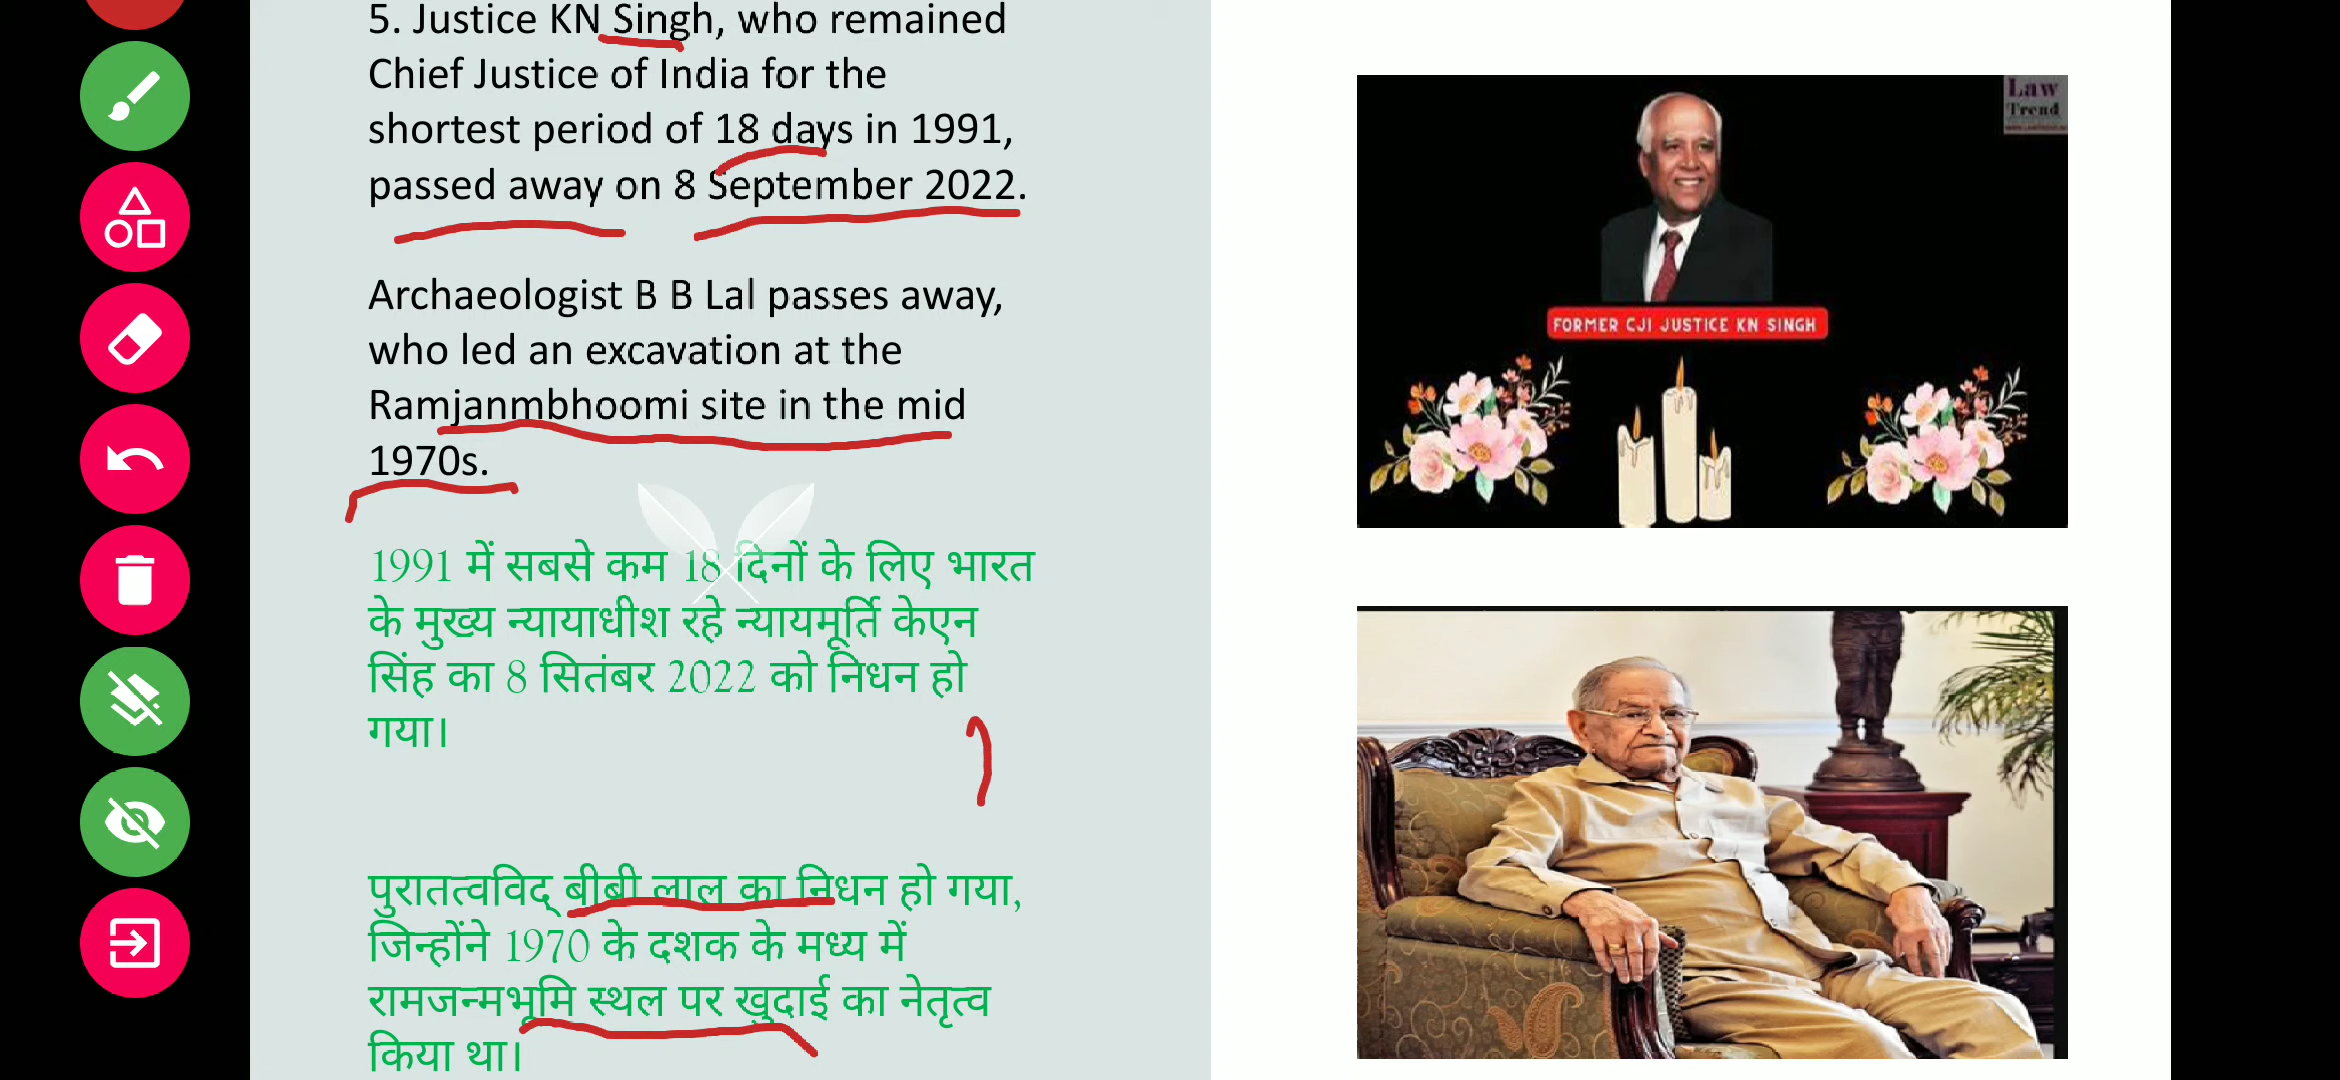 5. Justice KN Singh, who remained
Chief Justice of India for the
shortest period of 18 days in 1991,
passed away on 8 September 2022.
Archaeologist B B Lal passes away,
who led an excavation at the
Ramjanmbhoomi site in the mid
1970s.
1991 में सबसे कम 18 दिनों के लिए भारत
के मुख्य न्यायाधीश रहे न्यायमूर्ति केएन
सिंह का 8 सितंबर 2022 को निधन हो
गया।
पुरातत्वविद् बीबी लाल का निधन हो गया,
जिन्होंने 1970 के दशक के मध्य में
रामजन्मभूमि स्थल पर खुदाई का नेतृत्व
किया था।
Law
Trend
FORMER CJI JUSTICE KN SINGH